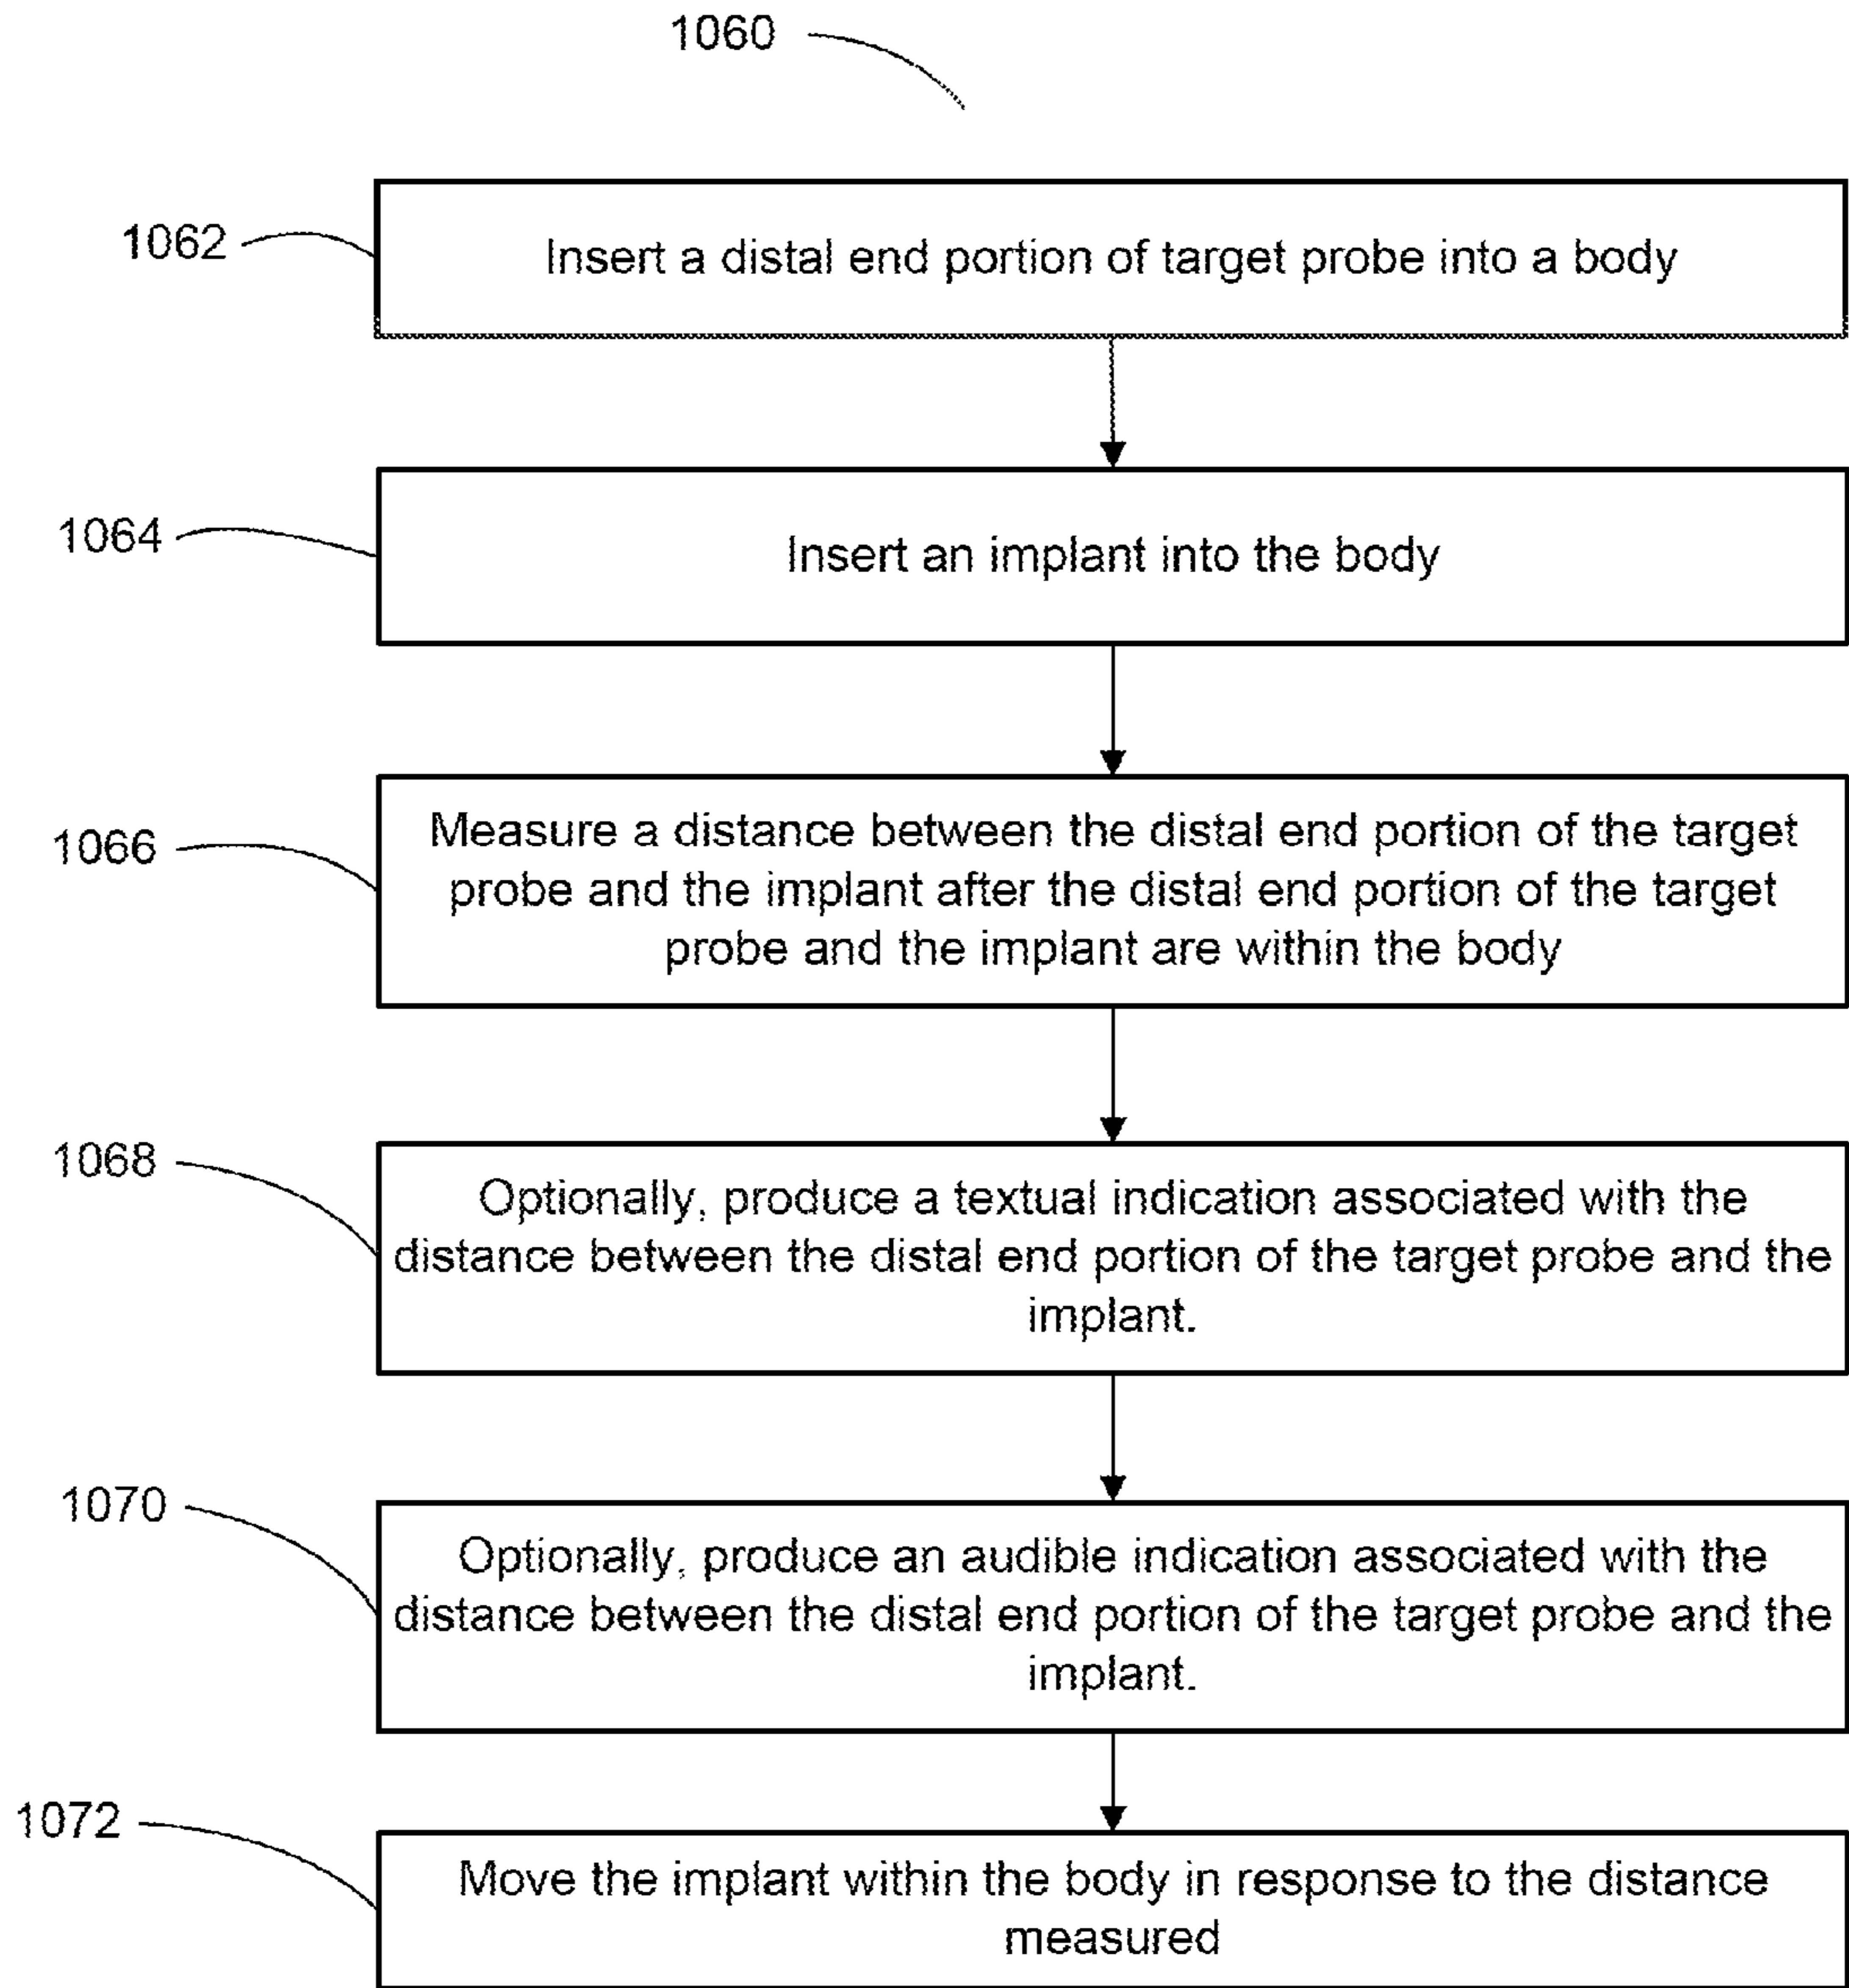 1060
1062
Insert a distal end portion of target probe into a body
1064
Insert an implant into the body
1066
Measure a distance between the distal end portion of the target
probe and the implant after the distal end portion of the target
probe and the implant are within the body
1068
Optionally, produce a textual indication associated with the
distance between the distal end portion of the target probe and the
implant.
1070
Optionally, produce an audible indication associated with the
distance between the distal end portion of the target probe and the
implant.
1072
Move the implant within the body in response to the distance
measured